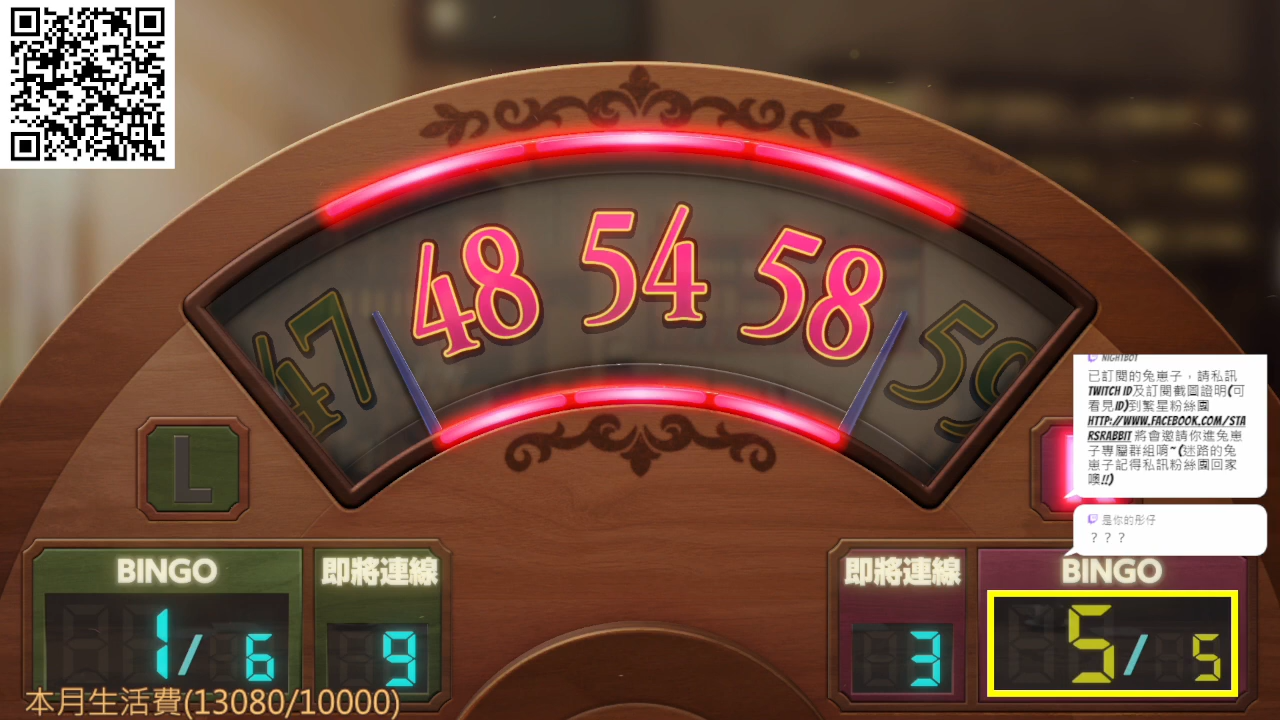 47 48 54 58 59
L
NIGHTBOT
已訂閱的兔崽子,請私訊
TWITCH ID及訂閱截圖證明(可
看見ID)到繁星粉絲團
HTTP://WWW.FACEBOOK.COM/STA
RSRABBIT 將會邀請你進兔崽
子專屬群組唷~(迷路的兔
崽子記得私訊粉絲團回家
噢!!)
是你的彤仔
???
BINGO
1/6
即將連線
9
即將連線
3
BINGO
5/5
本月生活費(13080/10000)